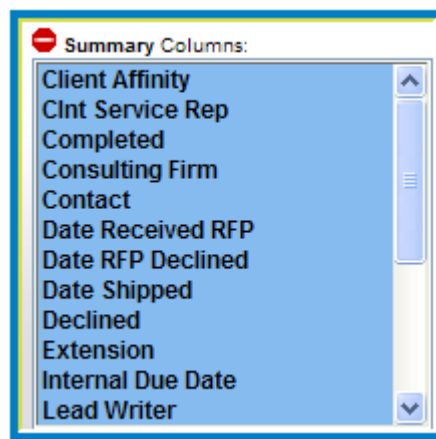 Summary Columns:
Client Affinity
Clnt Service Rep
Completed
Consulting Firm
Contact
Date Received RFP
Date RFP Declined
Date Shipped
Declined
Extension
Internal Due Date
Lead Writer